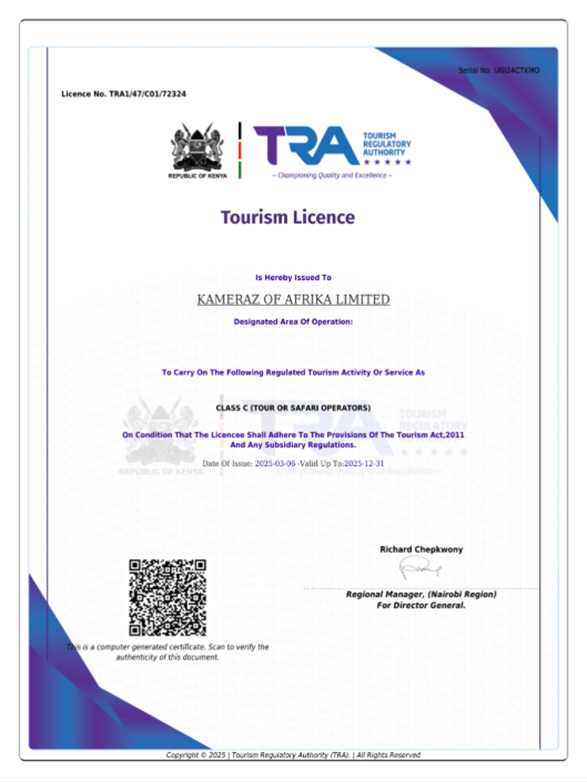 Serial No. UGI24CTKMO
Licence No. TRA1/47/C01/72324
REPUBLIC OF KENYA
TRA
TOURISM
REGULATORY
AUTHORITY
~ Championing Quality and Excellence ~
Tourism Licence
Is Hereby Issued To
KAMERAZ OF AFRIKA LIMITED
Designated Area Of Operation:
To Carry On The Following Regulated Tourism Activity Or Service As
CLASS C (TOUR OR SAFARI OPERATORS)
On Condition That The Licencee Shall Adhere To The Provisions Of The Tourism Act,2011
And Any Subsidiary Regulations.
Date Of Issue: 2025-03-06 -Valid Up To:2025-12-31
Richard Chepkwony
Regional Manager, (Nairobi Region)
For Director General.
This is a computer generated certificate. Scan to verify the
authenticity of this document.
Copyright © 2025 | Tourism Regulatory Authority (TRA). | All Rights Reserved